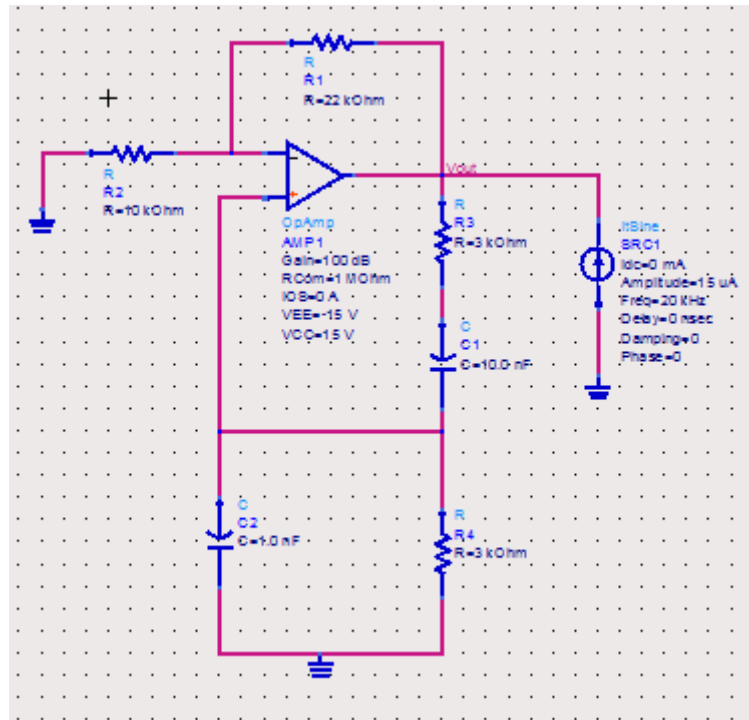 R
R1
R=22 kOhm
R
R2
R=10 kOhm
-
+
OpAmp
AMP1
Gain=100 dB
RCom=1 MOhm
IOS=0 A
VEE=-15 V
VCC=15 V
Vout
R
R3
R=3 kOhm
C
C1
C=10.0 nF
ItSine
SRC1
Idc=0 mA
Amplitude=15 uA
Freq=20 kHz
Delay=0 nsec
Damping=0
Phase=0
C
C2
C=1.0 nF
R
R4
R=3 kOhm